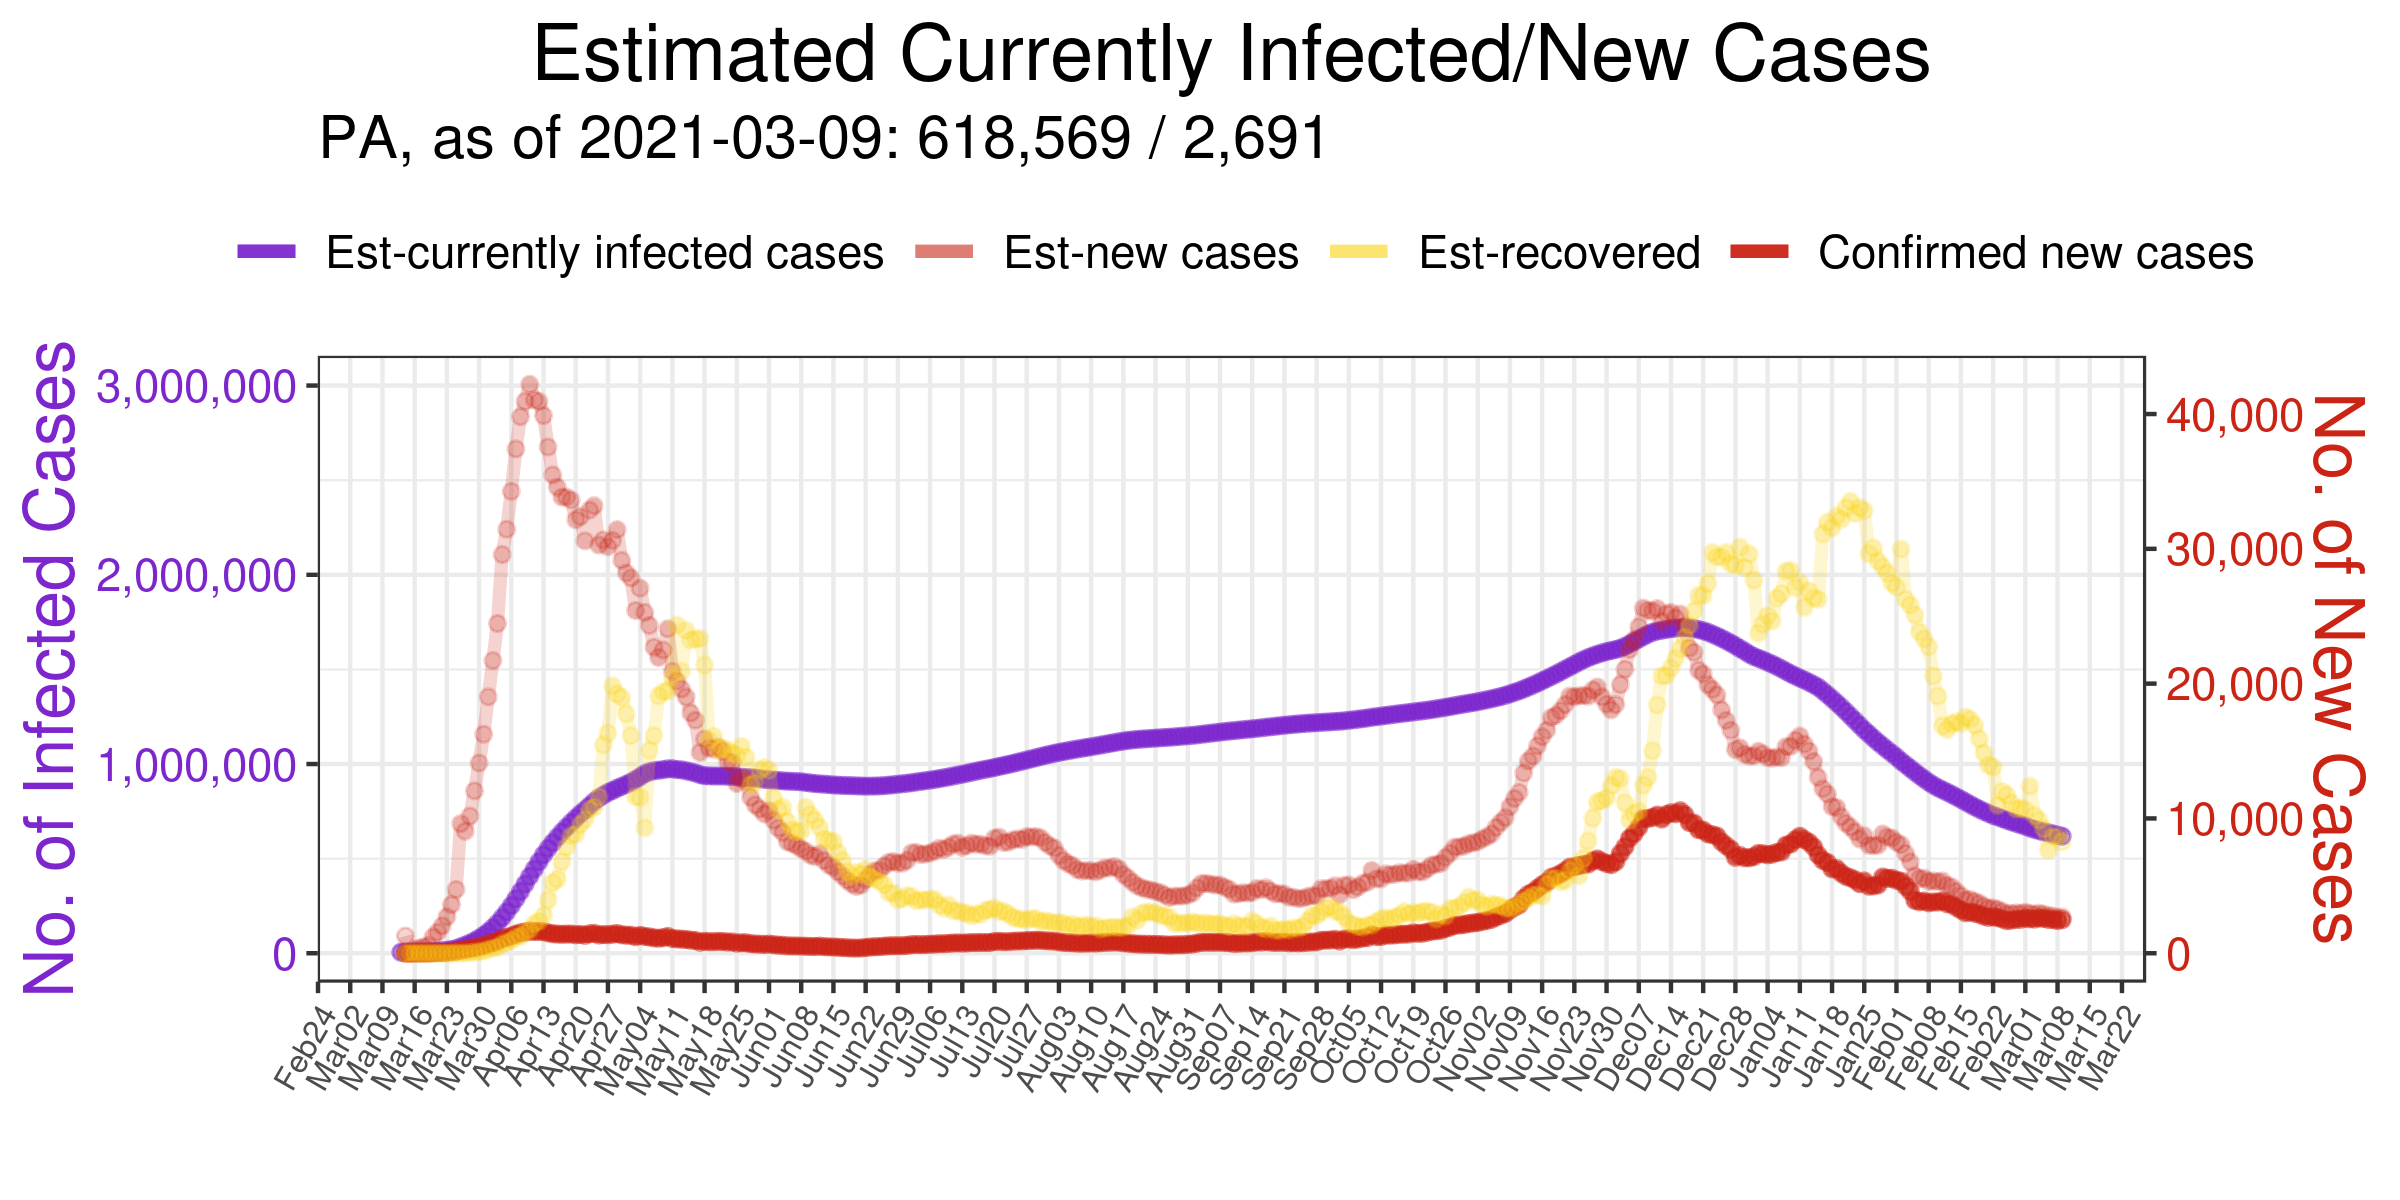 Estimated Currently Infected/New Cases
PA, as of 2021-03-09: 618,569 / 2,691
Est-currently infected cases Est-new cases Est-recovered Confirmed new cases
No. of Infected Cases
3,000,000
2,000,000
1,000,000
0
40,000
30,000
20,000
10,000
0
No. of New Cases
Feb24 Mar02 Mar09 Mar16 Mar23 Mar30 Apr06 Apr13 Apr20 Apr27 May04 May11 May18 May25 Jun01 Jun08 Jun15 Jun22 Jun29 Jul06 Jul13 Jul20 Jul27 Aug03 Aug10 Aug17 Aug24 Aug31 Sep07 Sep14 Sep21 Sep28 Oct05 Oct12 Oct19 Oct26 Nov02 Nov09 Nov16 Nov23 Nov30 Dec07 Dec14 Dec21 Dec28 Jan04 Jan11 Jan18 Jan25 Feb01 Feb08 Feb15 Feb22 Mar01 Mar08 Mar15 Mar22